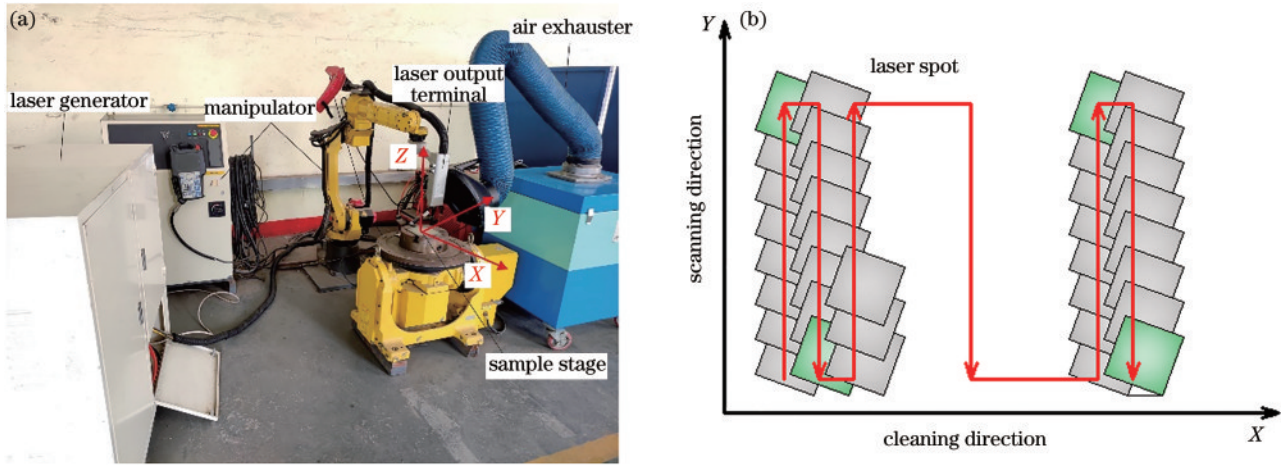 (a)
air exhauster
laser output
terminal
laser generator
manipulator
Z
Y
X
sample stage
(b)
Y
laser spot
scanning direction
X
cleaning direction